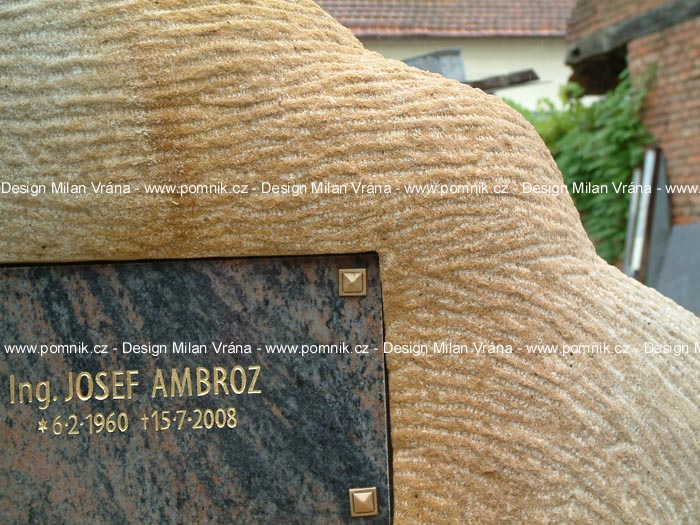 Design Milan Vrána - www.pomnik.cz - Design Milan Vrána - www.pomnik.cz - Design Milan Vrána - www.
www.pomnik.cz - Design Milan Vrána - www.pomnik.cz - Design Milan Vrána - www.pomnik.cz - Design Milan
Ing. JOSEF AMBROZ
*6·2·1960 †15·7·2008